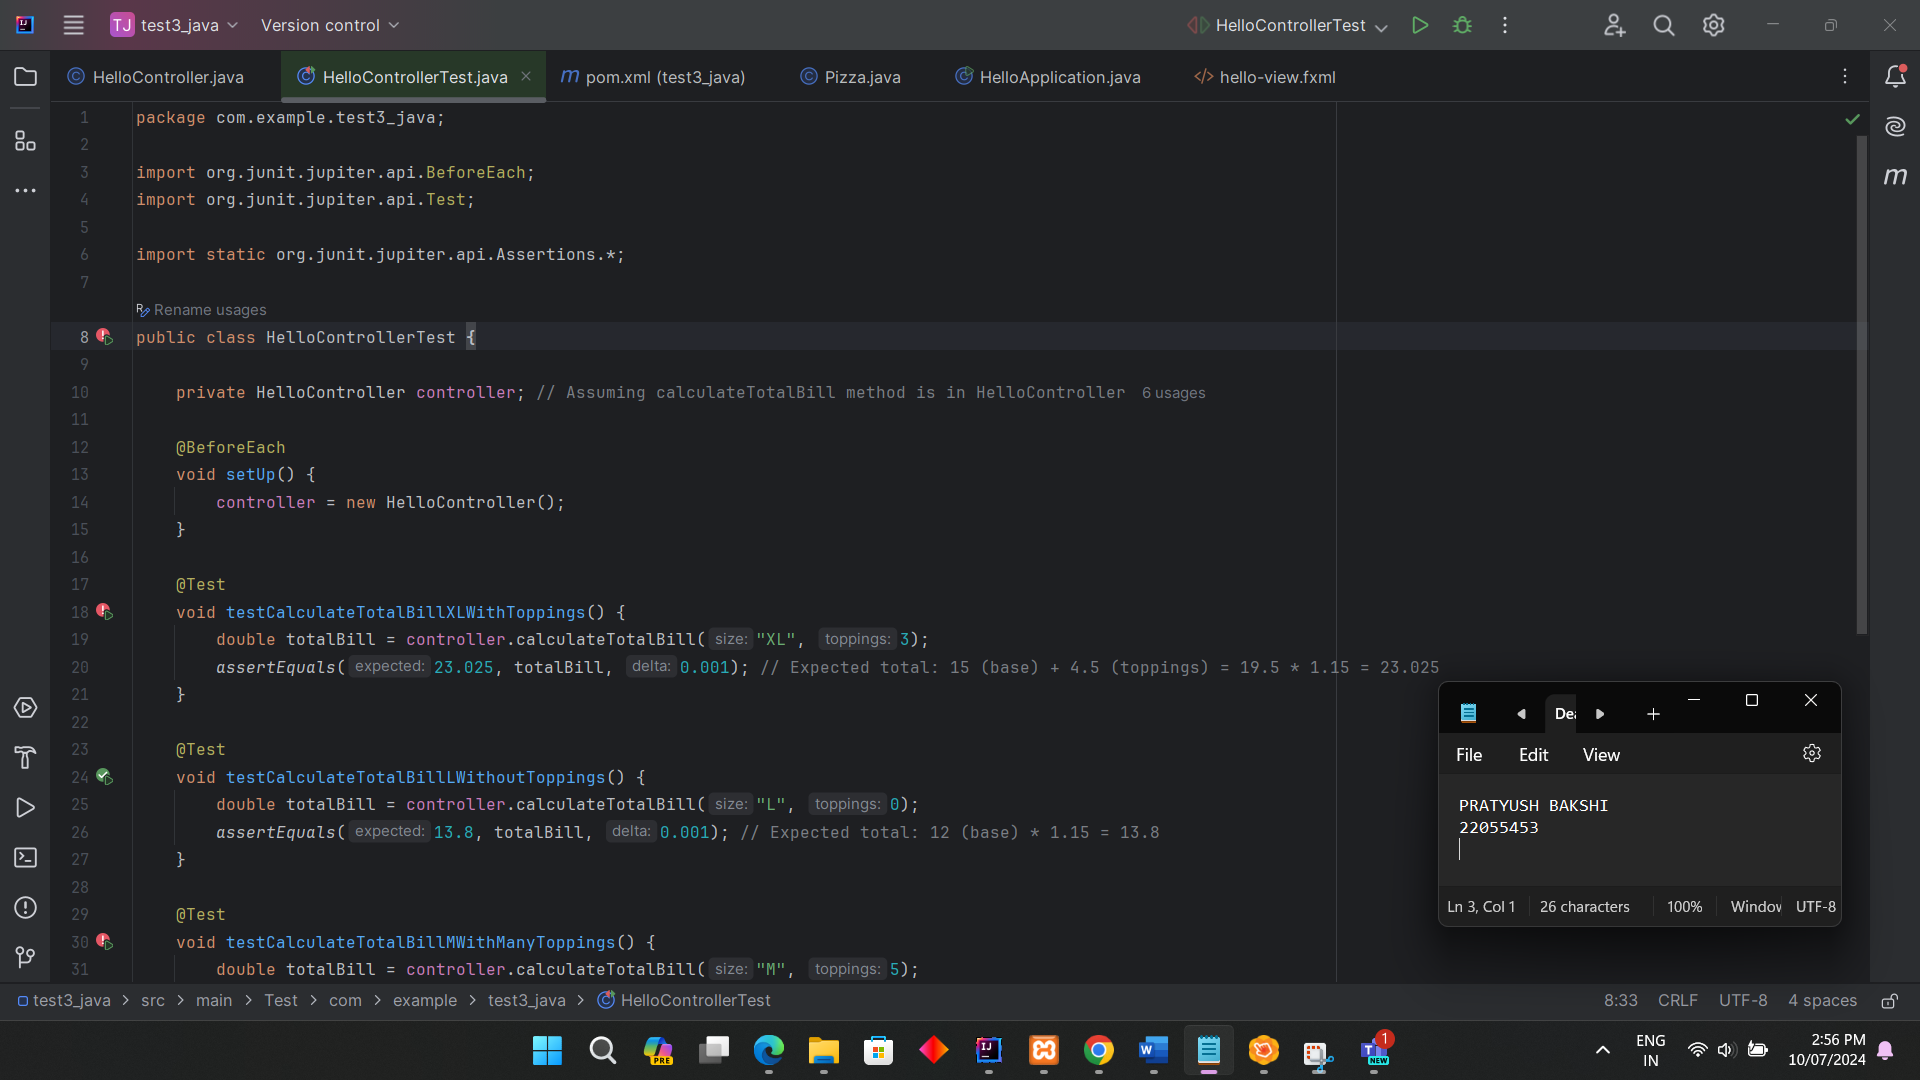 TJ test3_java Version control HelloControllerTest
HelloController.java HelloControllerTest.java m pom.xml (test3_java) Pizza.java HelloApplication.java hello-view.fxml
1 package com.example.test3_java;
2
3 import org.junit.jupiter.api.BeforeEach;
4 import org.junit.jupiter.api.Test;
5
6 import static org.junit.jupiter.api.Assertions.*;
7
Rename usages
8 public class HelloControllerTest {
9
10 private HelloController controller; // Assuming calculateTotalBill method is in HelloController 6 usages
11
12 @BeforeEach
13 void setUp() {
14 controller = new HelloController();
15 }
16
17 @Test
18 void testCalculateTotalBillXLWithToppings() {
19 double totalBill = controller.calculateTotalBill( size: "XL", toppings: 3);
20 assertEquals( expected: 23.025, totalBill, delta: 0.001); // Expected total: 15 (base) + 4.5 (toppings) = 19.5 * 1.15 = 23.025
21 }
22
23 @Test
24 void testCalculateTotalBillLWithoutToppings() {
25 double totalBill = controller.calculateTotalBill( size: "L", toppings: 0);
26 assertEquals( expected: 13.8, totalBill, delta: 0.001); // Expected total: 12 (base) * 1.15 = 13.8
27 }
28
29 @Test
30 void testCalculateTotalBillMWithManyToppings() {
31 double totalBill = controller.calculateTotalBill( size: "M", toppings: 5);
Dea
File Edit View
PRATYUSH BAKSHI
22055453
Ln 3, Col 1 26 characters 100% Window UTF-8
test3_java > src > main > Test > com > example > test3_java > HelloControllerTest 8:33 CRLF UTF-8 4 spaces
ENG
IN
2:56 PM
10/07/2024